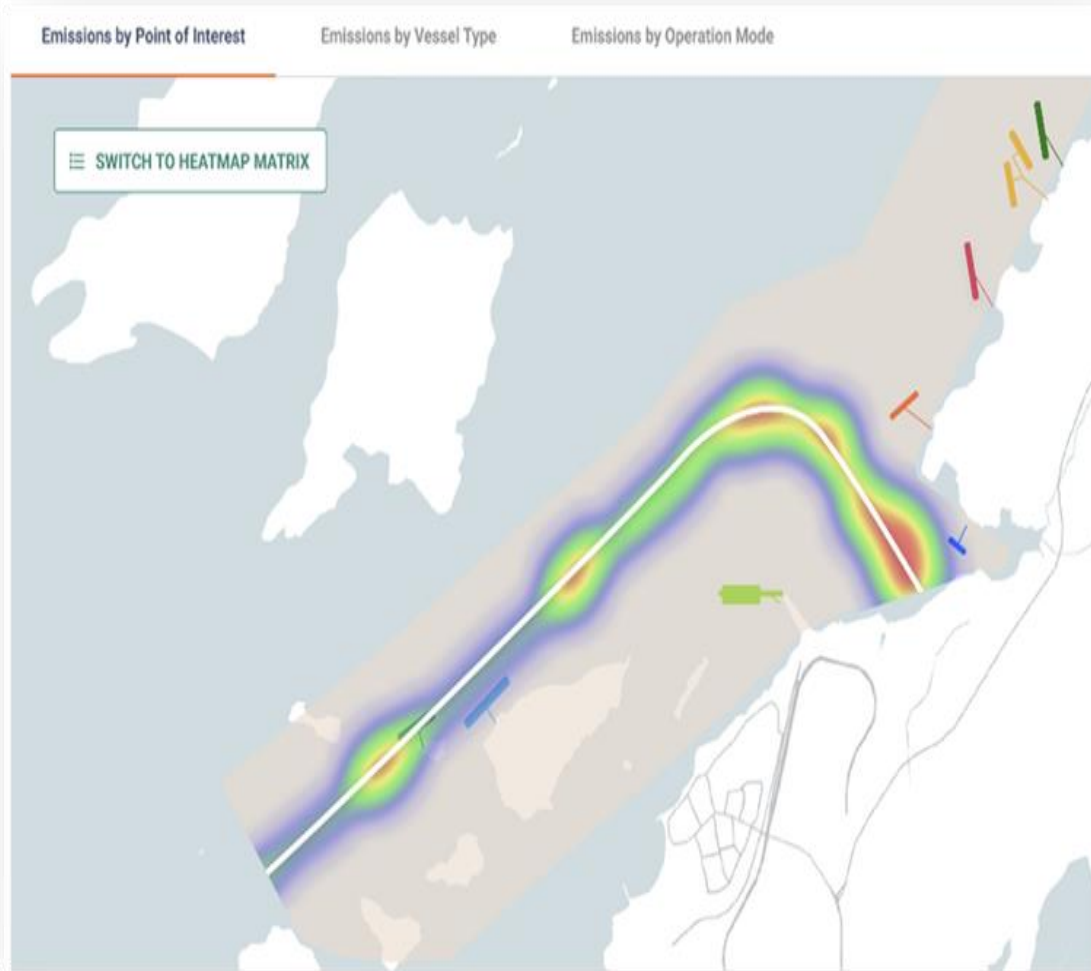 Emissions by Point of Interest
Emissions by Vessel Type
Emissions by Operation Mode
SWITCH TO HEATMAP MATRIX